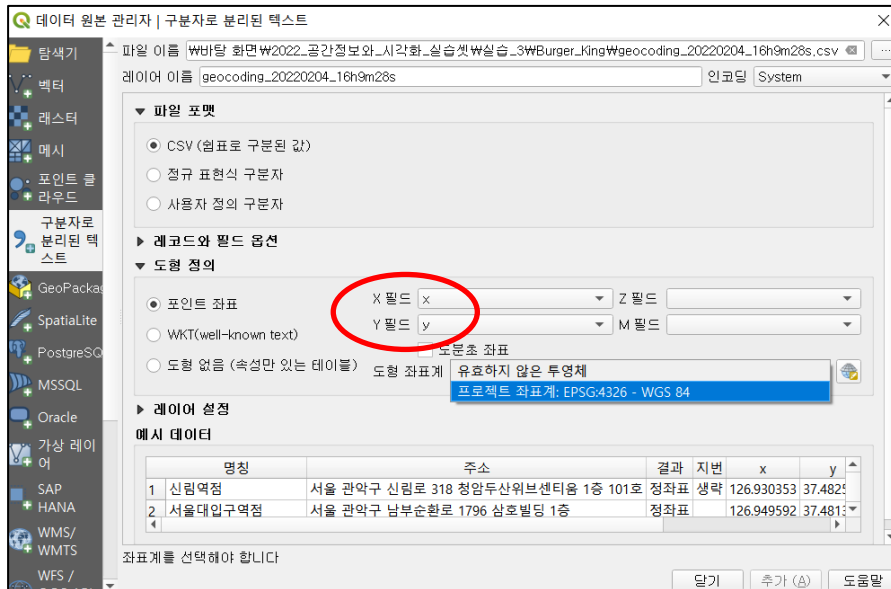 데이터 원본 관리자 | 구분자로 분리된 텍스트
탐색기
벡터
래스터
메시
포인트 클
라우드
구분자로
분리된 텍
스트
GeoPackag
SpatiaLite
PostgreSQ
MSSQL
Oracle
가상 레이
어
SAP
HANA
WMS/
WMTS
WFS /
파일 이름 ₩바탕 화면₩2022_공간정보와_시각화_실습셋₩실습_3₩Burger_King₩geocoding_20220204_16h9m28s.csv ...
레이어 이름 geocoding_20220204_16h9m28s 인코딩 System
파일 포맷
CSV (쉼표로 구분된 값)
정규 표현식 구분자
사용자 정의 구분자
레코드와 필드 옵션
도형 정의
포인트 좌표 X 필드 x Z 필드
WKT(well-known text) Y 필드 y M 필드
도분초 좌표
도형 없음 (속성만 있는 테이블) 도형 좌표계 유효하지 않은 투영체
프로젝트 좌표계: EPSG:4326 - WGS 84
레이어 설정
예시 데이터
명칭 주소 결과 지번 x y
1 신림역점 서울 관악구 신림로 318 청암두산위브센티움 1층 101호 정좌표 생략 126.930353 37.4825
2 서울대입구역점 서울 관악구 남부순환로 1796 삼호빌딩 1층 정좌표 126.949592 37.4813
좌표계를 선택해야 합니다
닫기 추가 (A) 도움말